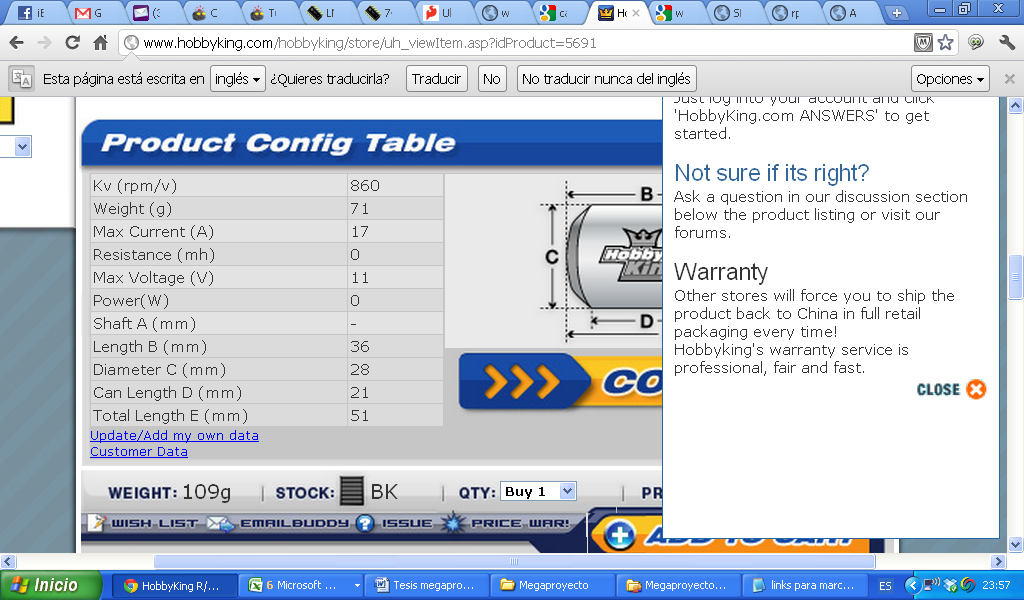 www.hobbyking.com/hobbyking/store/uh_viewItem.asp?idProduct=5691
Esta página está escrita en inglés ¿Quieres traducirla? Traducir No No traducir nunca del inglés Opciones
Product Config Table
Kv (rpm/v) 860
Weight (g) 71
Max Current (A) 17
Resistance (mh) 0
Max Voltage (V) 11
Power(W) 0
Shaft A (mm) -
Length B (mm) 36
Diameter C (mm) 28
Can Length D (mm) 21
Total Length E (mm) 51
Update/Add my own data
Customer Data
B
C
D
Just log into your account and click
'HobbyKing.com ANSWERS' to get
started.
Not sure if its right?
Ask a question in our discussion section
below the product listing or visit our
forums.
Warranty
Other stores will force you to ship the
product back to China in full retail
packaging every time!
Hobbyking's warranty service is
professional, fair and fast.
CLOSE
WEIGHT: 109g STOCK: BK QTY: Buy 1 PR
WISH LIST EMAILBUDDY ISSUE PRICE WAR!
ADD TO CART
Inicio HobbyKing R/... 6 Microsoft ... Tesis megapro... Megaproyecto Megaproyecto... links para marc... ES 23:57